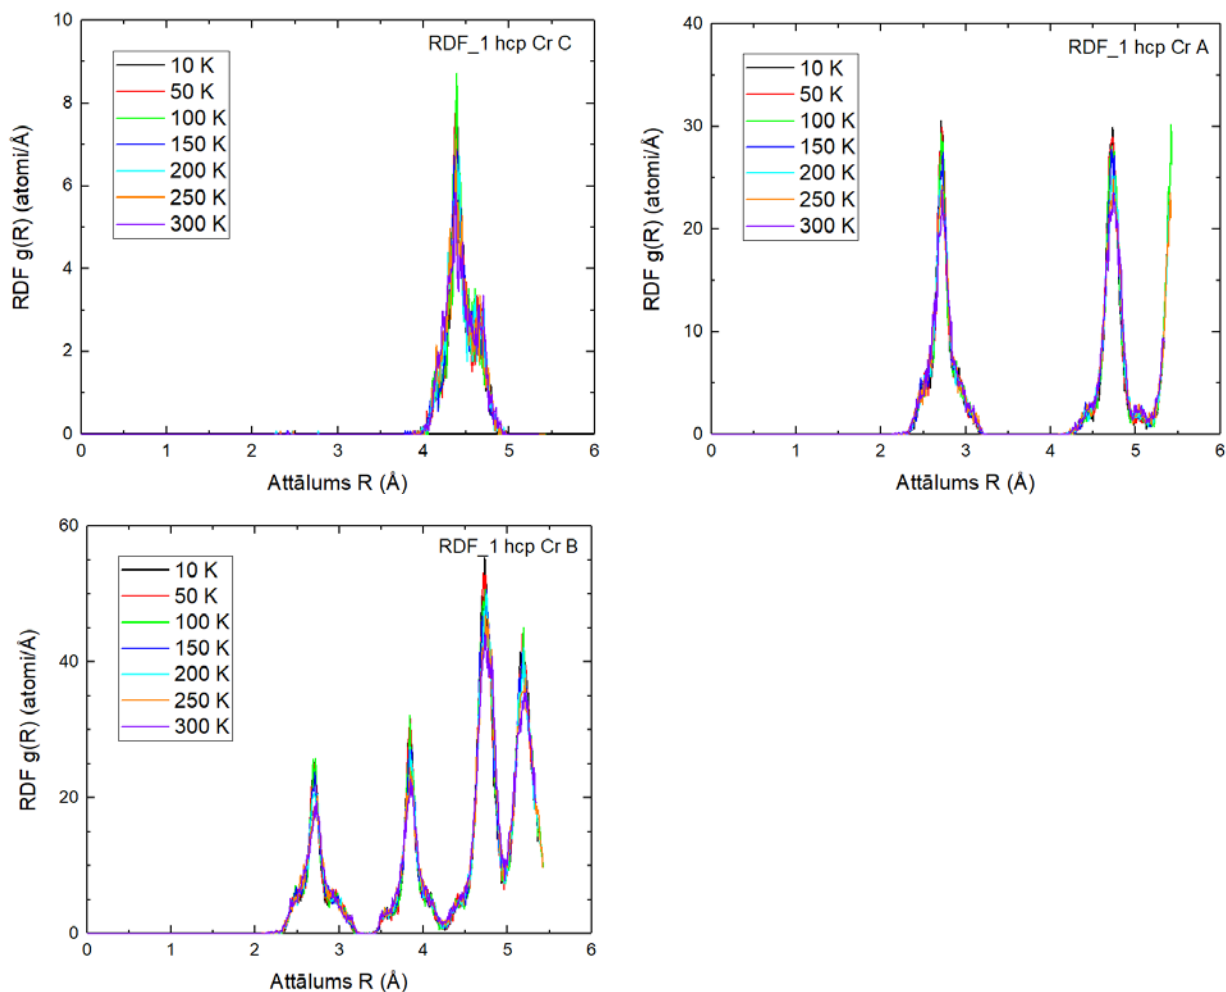 RDF_1 hcp Cr C
10 K
50 K
100 K
150 K
200 K
250 K
300 K
RDF g(R) (atomi/Å)
10
8
6
4
2
0
0 1 2 3 4 5 6
Attālums R (Å)
RDF_1 hcp Cr A
10 K
50 K
100 K
150 K
200 K
250 K
300 K
RDF g(R) (atomi/Å)
40
30
20
10
0
0 1 2 3 4 5 6
Attālums R (Å)
RDF_1 hcp Cr B
10 K
50 K
100 K
150 K
200 K
250 K
300 K
RDF g(R) (atomi/Å)
60
40
20
0
0 1 2 3 4 5 6
Attālums R (Å)